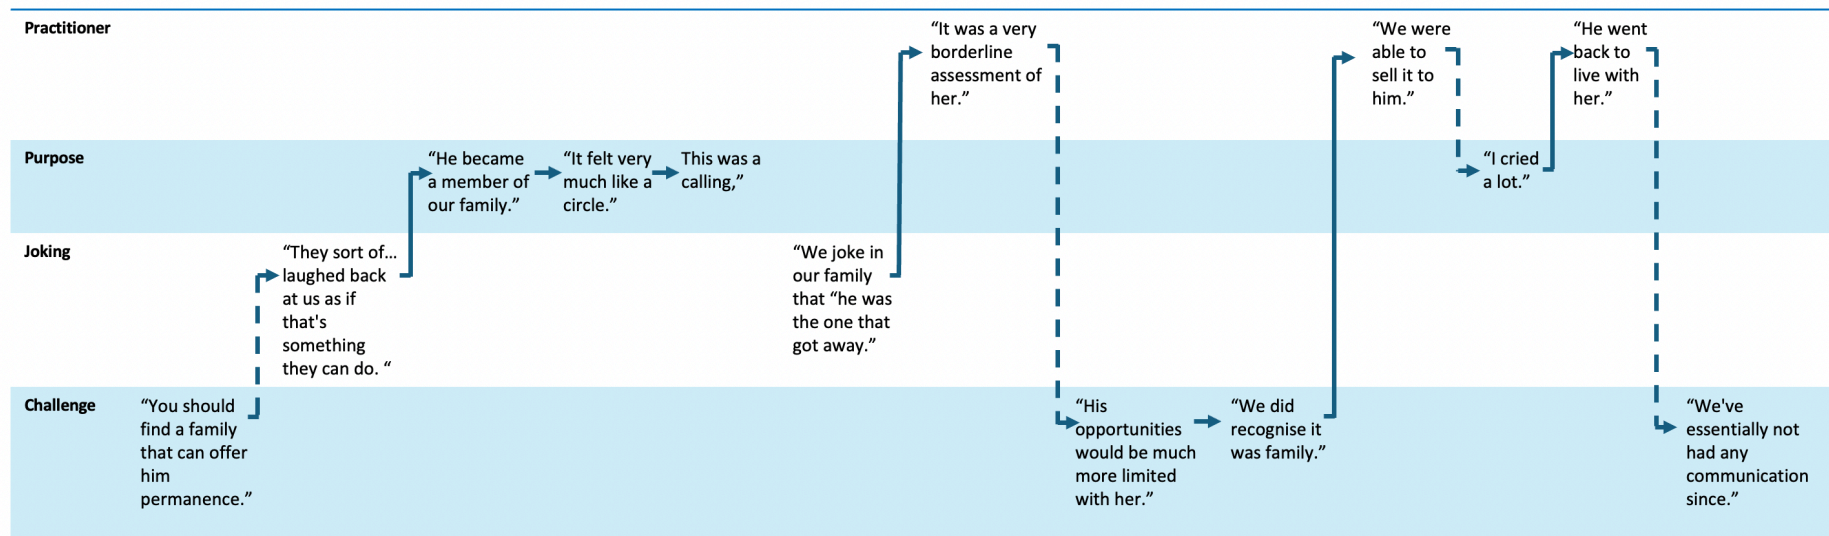 Practitioner
“It was a very
borderline
assessment of
her.”
“We were
able to
sell it to
him.”
“He went
back to
live with
her.”
Purpose
“He became
a member of
our family.”
“It felt very
much like a
circle.”
This was a
calling,”
“I cried
a lot.”
Joking
“They sort of...
laughed back
at us as if
that's
something
they can do. “
“We joke in
our family
that “he was
the one that
got away.”
Challenge
“You should
find a family
that can offer
him
permanence.”
“His
opportunities
would be much
more limited
with her.”
“We did
recognise it
was family.”
“We've
essentially not
had any
communication
since.”